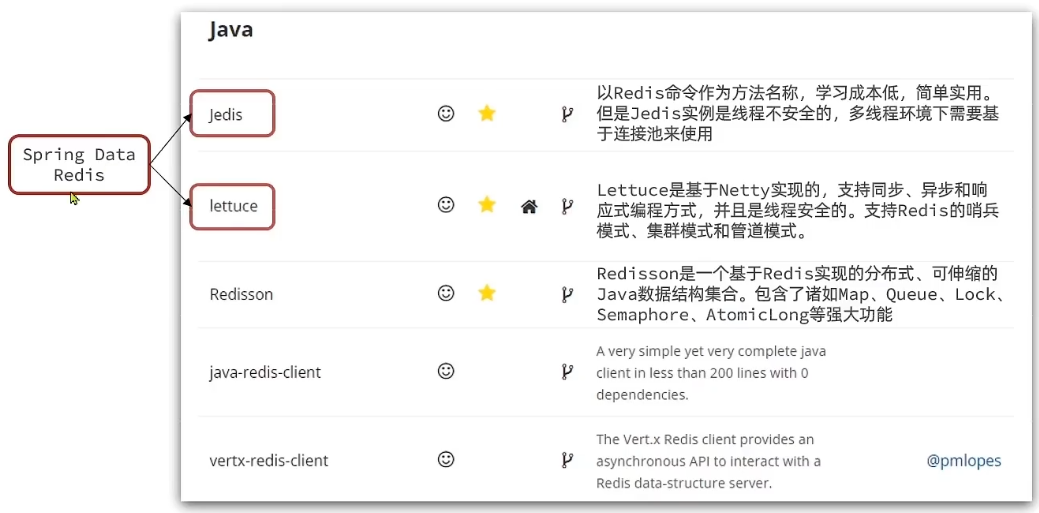 Java
Spring Data
Redis
Jedis
以Redis命令作为方法名称，学习成本低，简单实用。
但是Jedis实例是线程不安全的，多线程环境下需要基
于连接池来使用
lettuce
Lettuce是基于Netty实现的，支持同步、异步和响
应式编程方式，并且是线程安全的。支持Redis的哨兵
模式、集群模式和管道模式。
Redisson
Redisson是一个基于Redis实现的分布式、可伸缩的
Java数据结构集合。包含了诸如Map、Queue、Lock、
Semaphore、AtomicLong等强大功能
java-redis-client
A very simple yet very complete java
client in less than 200 lines with 0
dependencies.
vertx-redis-client
The Vert.x Redis client provides an
asynchronous API to interact with a
Redis data-structure server.
@pmlopes